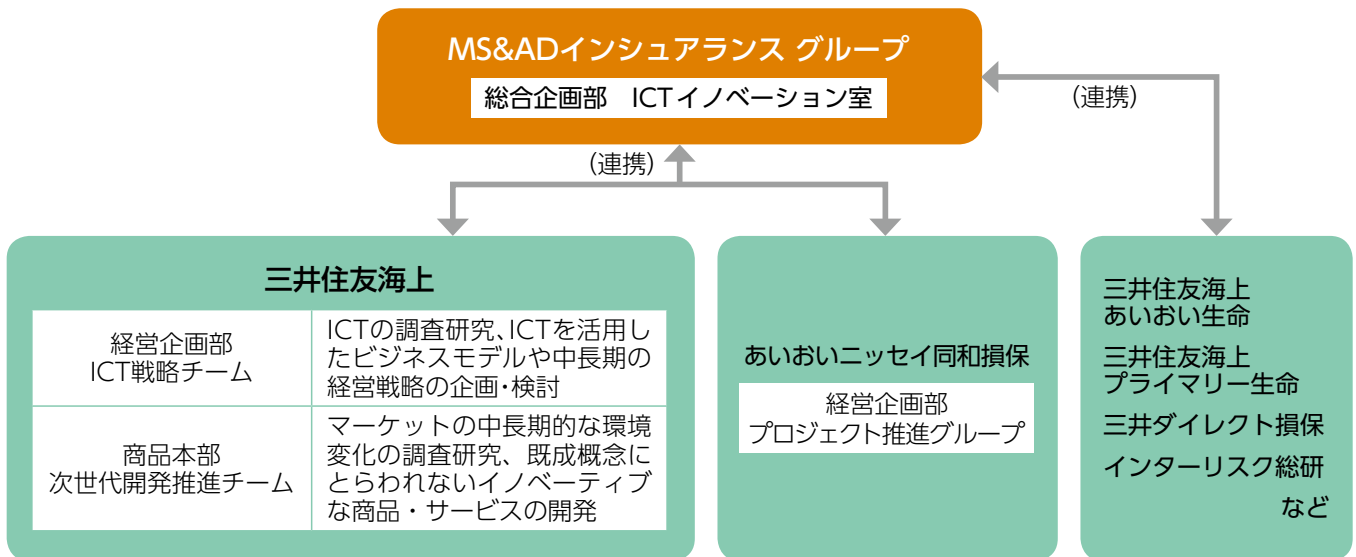 MS&ADインシュアランス グループ
総合企画部　ICTイノベーション室
(連携)
(連携)
三井住友海上
経営企画部
ICT戦略チーム
ICTの調査研究、ICTを活用し
たビジネスモデルや中長期の
経営戦略の企画・検討
商品本部
次世代開発推進チーム
マーケットの中長期的な環境
変化の調査研究、既成概念に
とらわれないイノベーティブ
な商品・サービスの開発
あいおいニッセイ同和損保
経営企画部
プロジェクト推進グループ
三井住友海上
あいおい生命
三井住友海上
プライマリー生命
三井ダイレクト損保
インターリスク総研
など